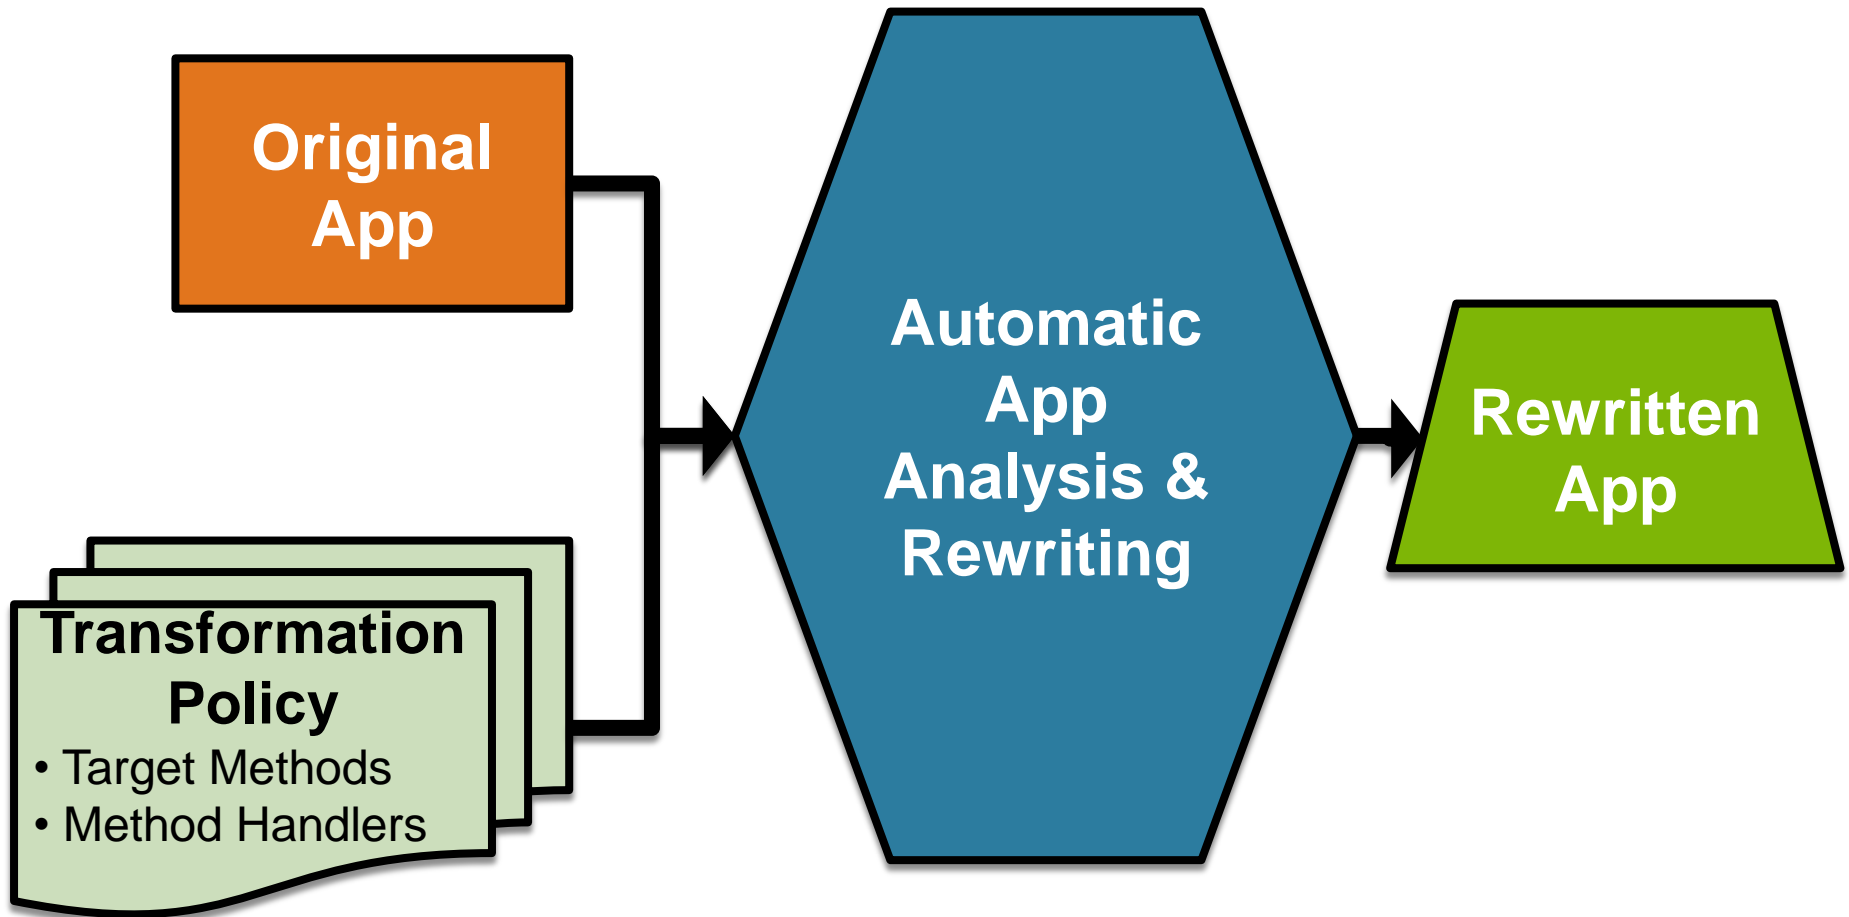 Original
App
Transformation
Policy
• Target Methods
• Method Handlers
Automatic
App
Analysis &
Rewriting
Rewritten
App